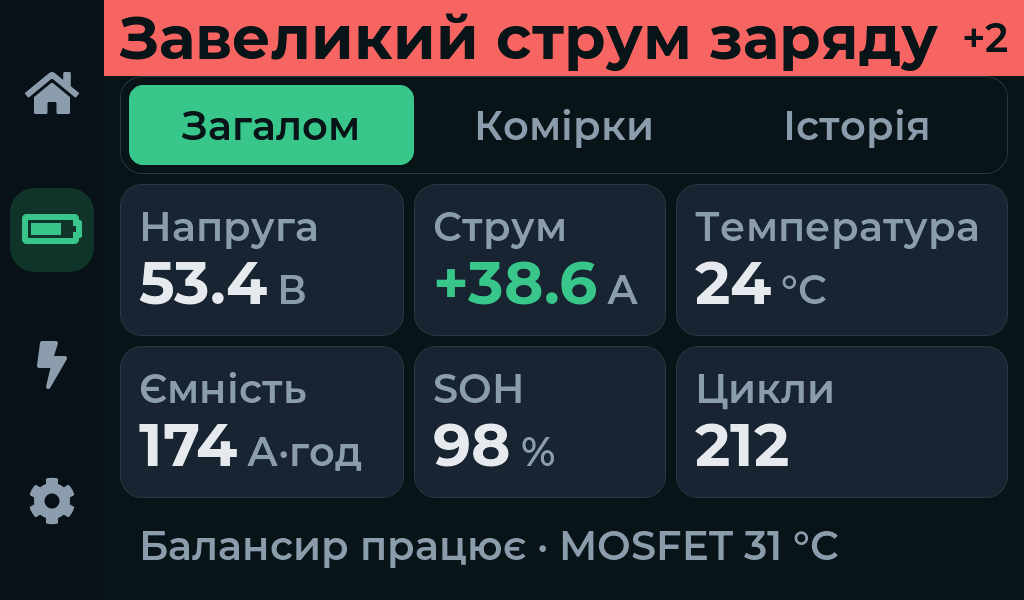 Завеликий струм заряду +2
Загалом Комірки Історія
Напруга Струм Температура
53.4 В +38.6 А 24 °C
Ємність SOH Цикли
174 А·год 98 % 212
Балансир працює · MOSFET 31 °C